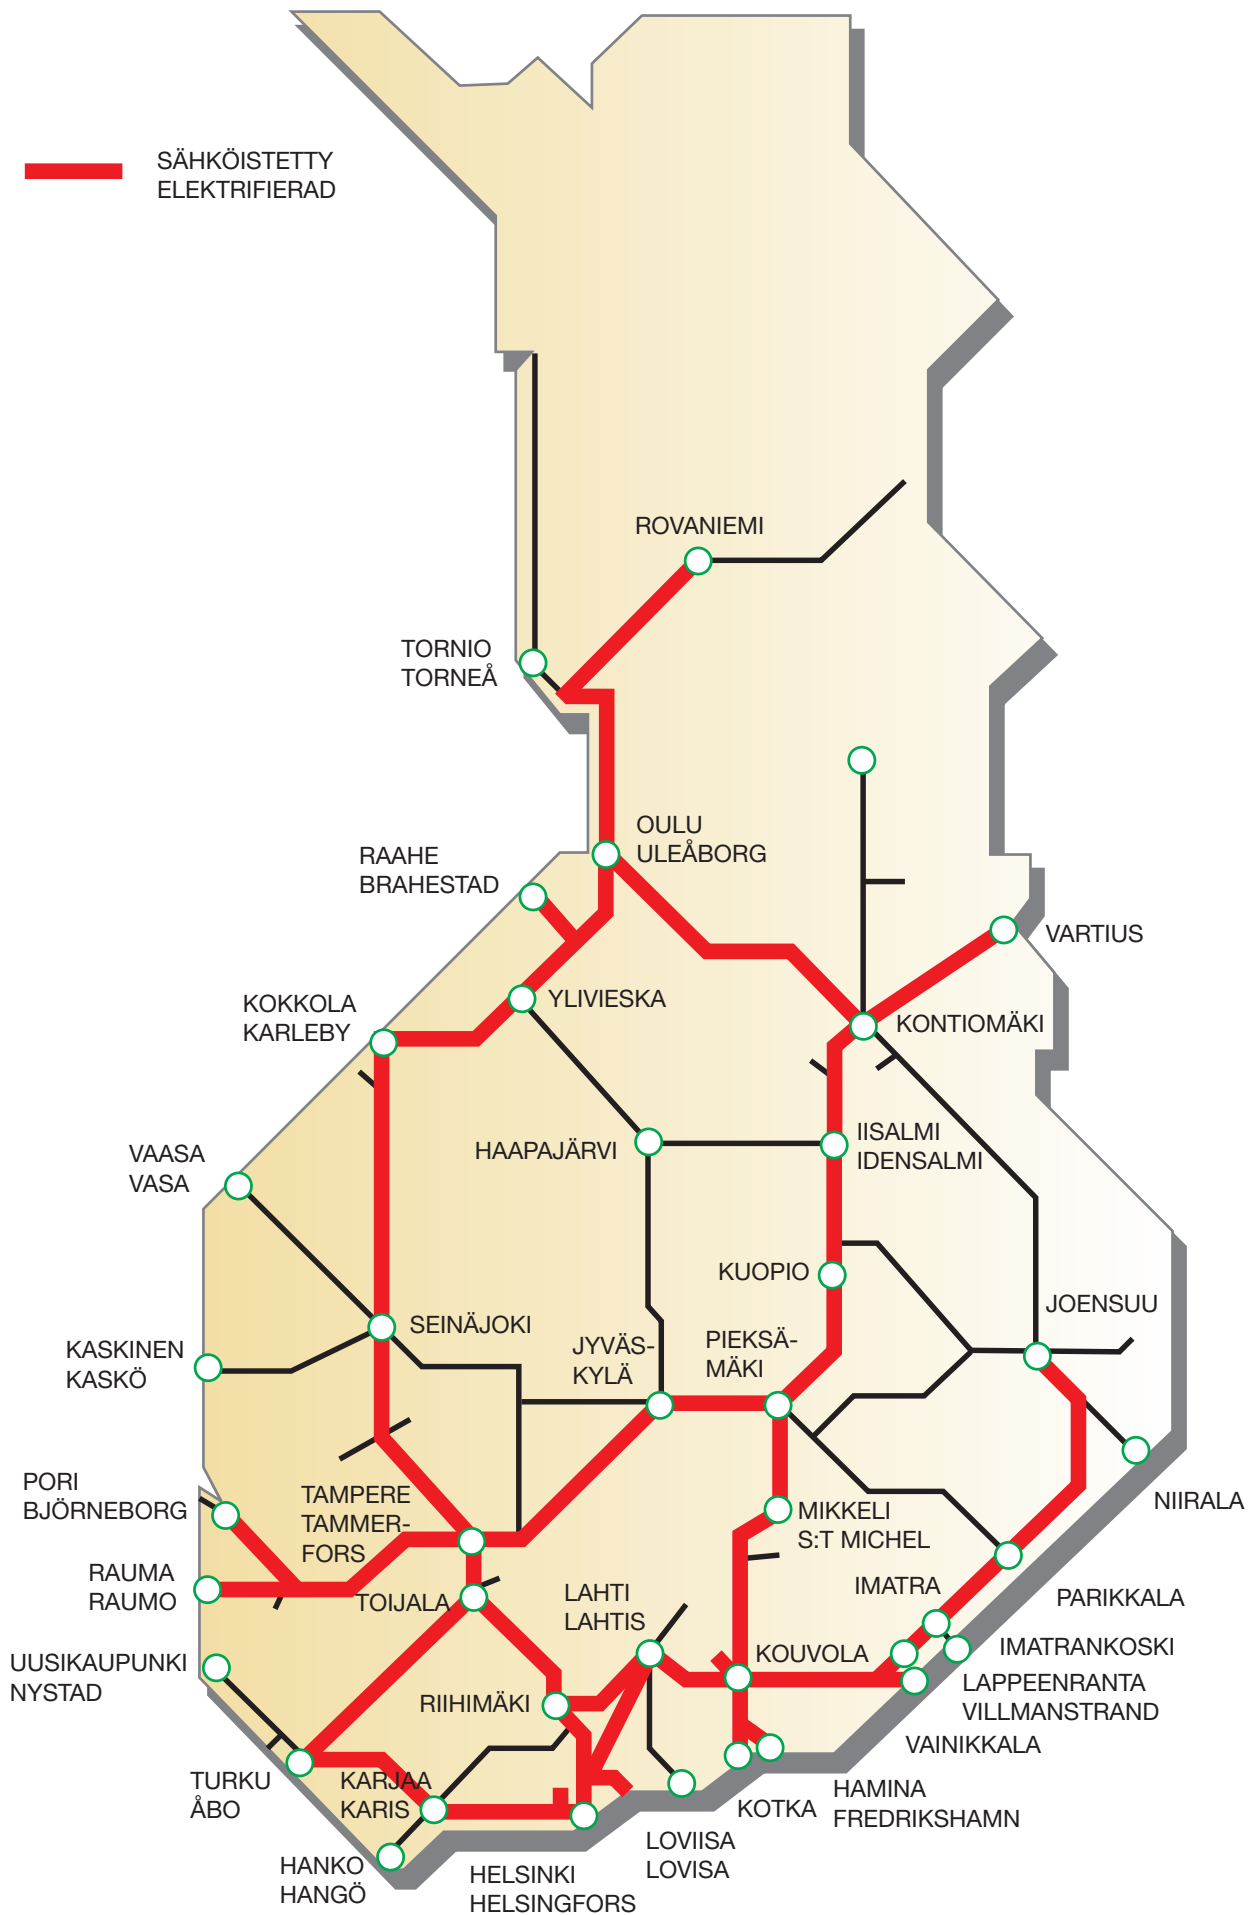 SÄHKÖISTETTY
ELEKTRIFIERAD
ROVANIEMI
TORNIO
TORNEÅ
OULU
ULEÅBORG
RAAHE
BRAHESTAD
VARTIUS
YLIVIESKA
KOKKOLA
KARLEBY
KONTIOMÄKI
HAAPAJÄRVI
IISALMI
IDENSALMI
VAASA
VASA
KUOPIO
JOENSUU
SEINÄJOKI
KASKINEN
KASKÖ
JYVÄS-
KYLÄ
PIEKSÄ-
MÄKI
PORI
BJÖRNEBORG
TAMPERE
TAMMER-
FORS
NIIRALA
MIKKELI
S:T MICHEL
RAUMA
RAUMO
TOIJALA
LAHTI
LAHTIS
IMATRA
PARIKKALA
KOUVOLA
IMATRANKOSKI
UUSIKAUPUNKI
NYSTAD
LAPPEENRANTA
VILLMANSTRAND
RIIHIMÄKI
VAINIKKALA
TURKU
ÅBO
KARJAA
KARIS
KOTKA
HAMINA
FREDRIKSHAMN
LOVIISA
LOVISA
HANKO
HANGÖ
HELSINKI
HELSINGFORS